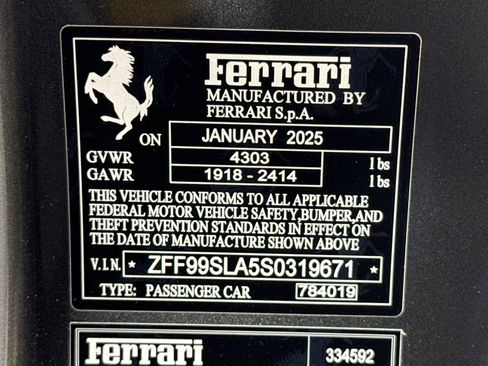 Ferrari
MANUFACTURED BY
FERRARI S.p.A.
ON JANUARY 2025
GVWR 4303 lbs
GAWR 1918 - 2414 lbs
THIS VEHICLE CONFORMS TO ALL APPLICABLE
FEDERAL MOTOR VEHICLE SAFETY, BUMPER, AND
THEFT PREVENTION STANDARDS IN EFFECT ON
THE DATE OF MANUFACTURE SHOWN ABOVE
V.I.N. * ZFF99SLA5S0319671 *
TYPE: PASSENGER CAR 784019
Ferrari 334592